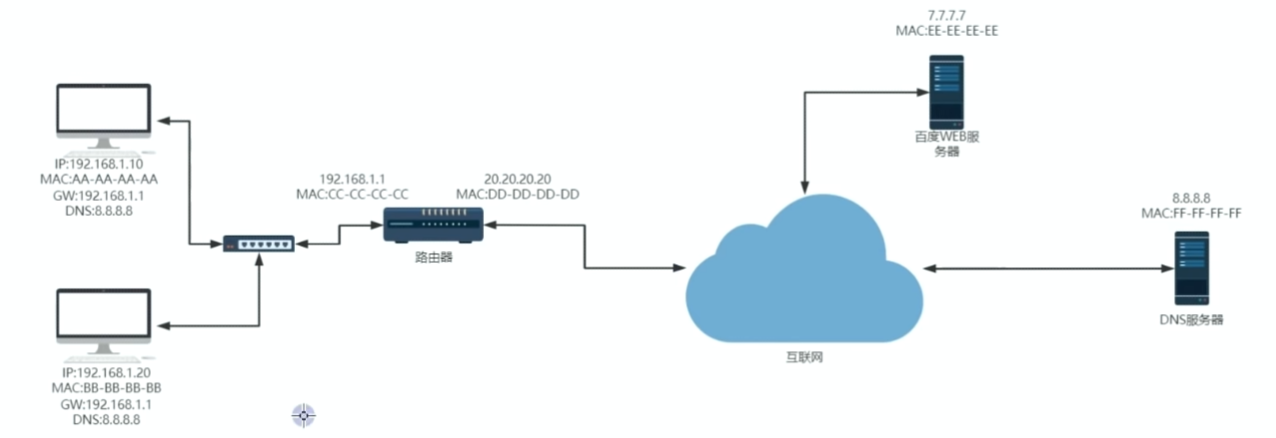 7.7.7.7
MAC:EE-EE-EE-EE
百度WEB服
务器
IP:192.168.1.10
MAC:AA-AA-AA-AA
GW:192.168.1.1
DNS:8.8.8.8
192.168.1.1
MAC:CC-CC-CC-CC
20.20.20.20
MAC:DD-DD-DD-DD
路由器
8.8.8.8
MAC:FF-FF-FF-FF
DNS服务器
互联网
IP:192.168.1.20
MAC:BB-BB-BB-BB
GW:192.168.1.1
DNS:8.8.8.8